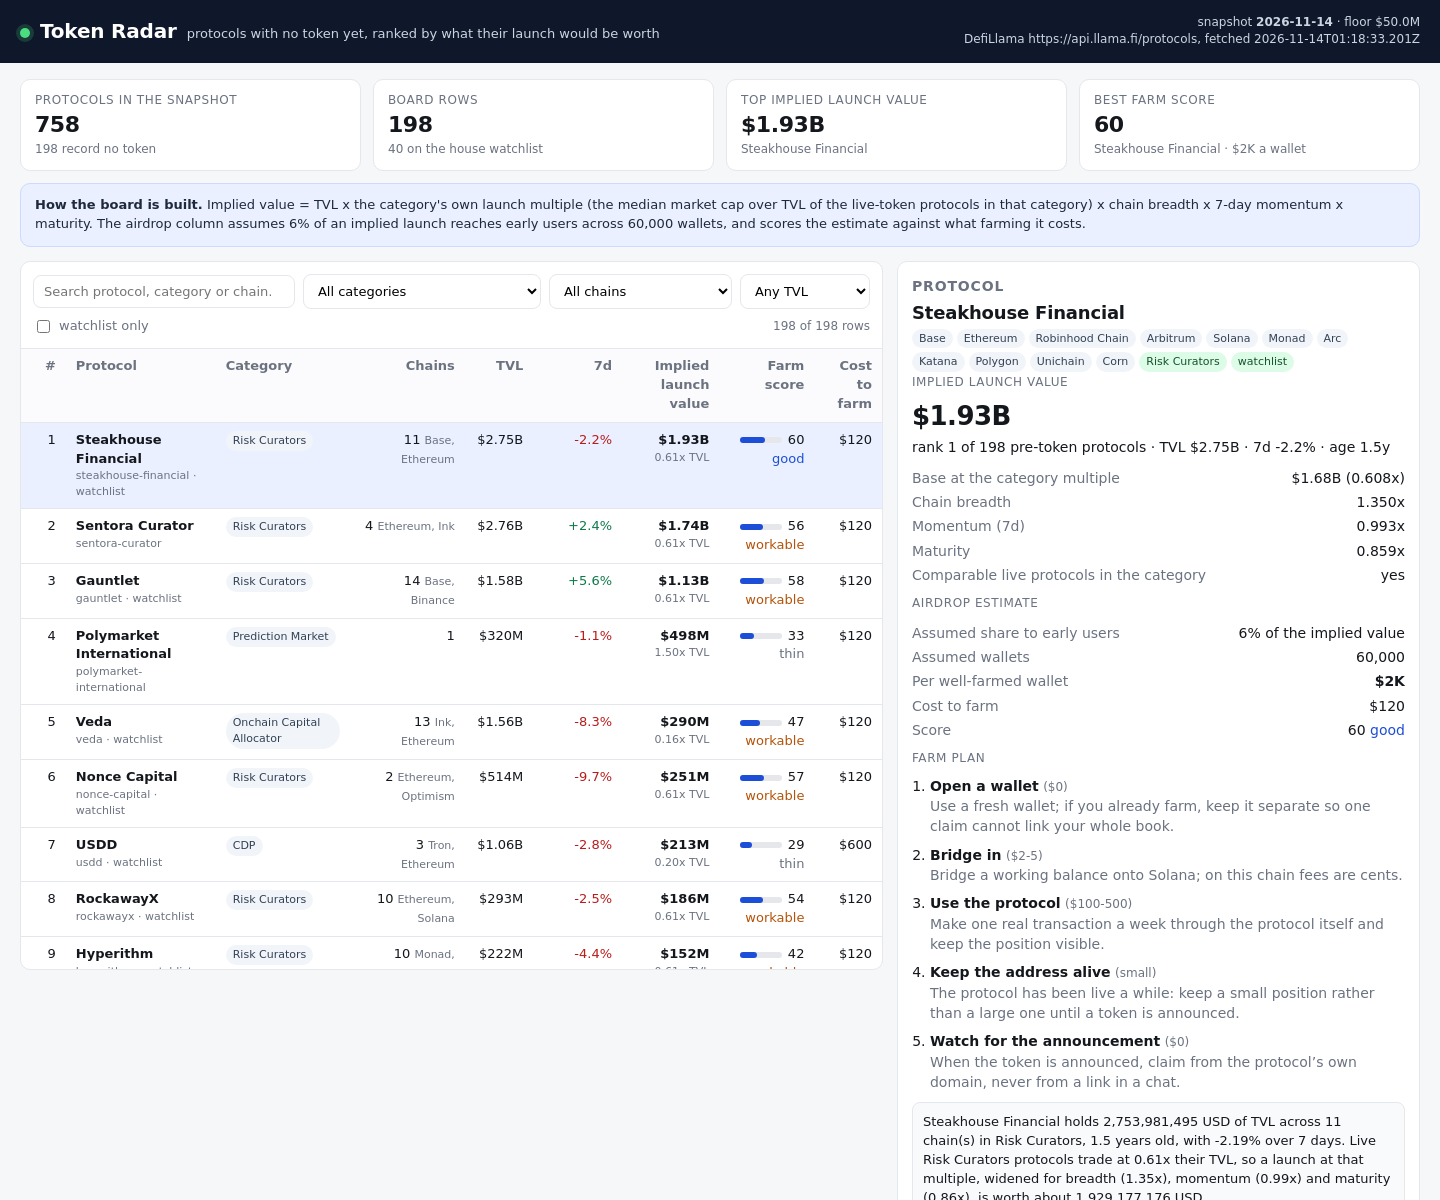 Token Radar protocols with no token yet, ranked by what their launch would be worth
snapshot 2026-11-14 · floor $50.0M
DefiLlama https://api.llama.fi/protocols, fetched 2026-11-14T01:18:33.201Z
PROTOCOLS IN THE SNAPSHOT
758
198 record no token
BOARD ROWS
198
40 on the house watchlist
TOP IMPLIED LAUNCH VALUE
$1.93B
Steakhouse Financial
BEST FARM SCORE
60
Steakhouse Financial · $2K a wallet
How the board is built. Implied value = TVL x the category's own launch multiple (the median market cap over TVL of the live-token protocols in that category) x chain breadth x 7-day momentum x
maturity. The airdrop column assumes 6% of an implied launch reaches early users across 60,000 wallets, and scores the estimate against what farming it costs.
Search protocol, category or chain. All categories All chains Any TVL
watchlist only 198 of 198 rows
# Protocol Category Chains TVL 7d Implied launch value Farm score Cost to farm
1 Steakhouse Financial Risk Curators 11 Base, Ethereum $2.75B -2.2% $1.93B 60 $120
steakhouse-financial · watchlist 0.61x TVL good
2 Sentora Curator Risk Curators 4 Ethereum, Ink $2.76B +2.4% $1.74B 56 $120
sentora-curator 0.61x TVL workable
3 Gauntlet Risk Curators 14 Base, Binance $1.58B +5.6% $1.13B 58 $120
gauntlet · watchlist 0.61x TVL workable
4 Polymarket International Prediction Market 1 $320M -1.1% $498M 33 $120
polymarket-international 1.50x TVL thin
5 Veda Onchain Capital Allocator 13 Ink, Ethereum $1.56B -8.3% $290M 47 $120
veda · watchlist 0.16x TVL workable
6 Nonce Capital Risk Curators 2 Ethereum, Optimism $514M -9.7% $251M 57 $120
nonce-capital · watchlist 0.61x TVL workable
7 USDD CDP 3 Tron, Ethereum $1.06B -2.8% $213M 29 $600
usdd · watchlist 0.20x TVL thin
8 RockawayX Risk Curators 10 Ethereum, Solana $293M -2.5% $186M 54 $120
rockawayx · watchlist 0.61x TVL workable
9 Hyperithm Risk Curators 10 Monad, $222M -4.4% $152M 42 $120
PROTOCOL
Steakhouse Financial
Base Ethereum Robinhood Chain Arbitrum Solana Monad Arc
Katana Polygon Unichain Corn Risk Curators watchlist
IMPLIED LAUNCH VALUE
$1.93B
rank 1 of 198 pre-token protocols · TVL $2.75B · 7d -2.2% · age 1.5y
Base at the category multiple $1.68B (0.608x)
Chain breadth 1.350x
Momentum (7d) 0.993x
Maturity 0.859x
Comparable live protocols in the category yes
AIRDROP ESTIMATE
Assumed share to early users 6% of the implied value
Assumed wallets 60,000
Per well-farmed wallet $2K
Cost to farm $120
Score 60 good
FARM PLAN
1. Open a wallet ($0)
Use a fresh wallet; if you already farm, keep it separate so one
claim cannot link your whole book.
2. Bridge in ($2-5)
Bridge a working balance onto Solana; on this chain fees are cents.
3. Use the protocol ($100-500)
Make one real transaction a week through the protocol itself and
keep the position visible.
4. Keep the address alive (small)
The protocol has been live a while: keep a small position rather
than a large one until a token is announced.
5. Watch for the announcement ($0)
When the token is announced, claim from the protocol’s own
domain, never from a link in a chat.
Steakhouse Financial holds 2,753,981,495 USD of TVL across 11
chain(s) in Risk Curators, 1.5 years old, with -2.19% over 7 days. Live
Risk Curators protocols trade at 0.61x their TVL, so a launch at that
multiple, widened for breadth (1.35x), momentum (0.99x) and maturity
(0.86x), is worth about 1,929,177,176 USD.